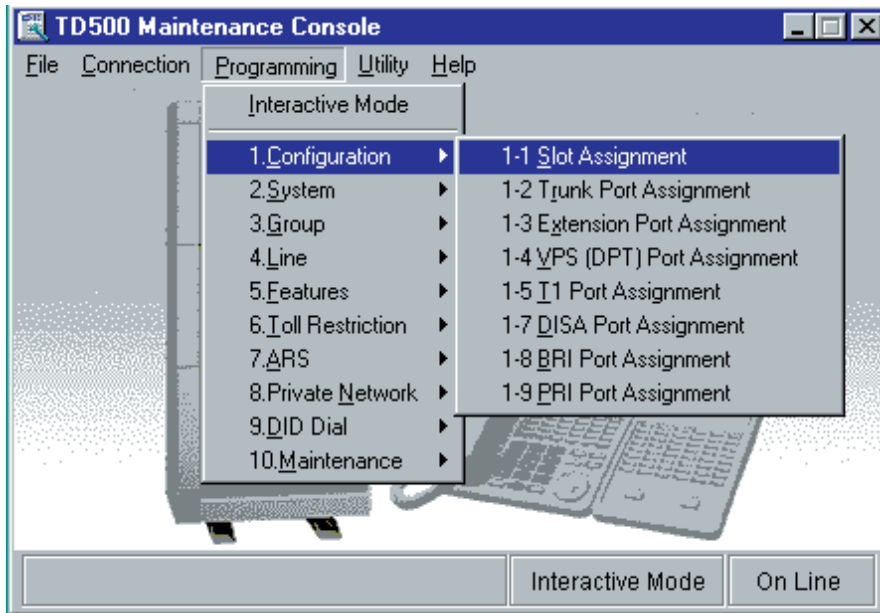 TD500 Maintenance Console
File Connection Programming Utility Help
Interactive Mode
1.Configuration
2.System
3.Group
4.Line
5.Features
6.Toll Restriction
7.ARS
8.Private Network
9.DID Dial
10.Maintenance
1-1 Slot Assignment
1-2 Trunk Port Assignment
1-3 Extension Port Assignment
1-4 VPS (DPT) Port Assignment
1-5 T1 Port Assignment
1-7 DISA Port Assignment
1-8 BRI Port Assignment
1-9 PRI Port Assignment
Interactive Mode On Line